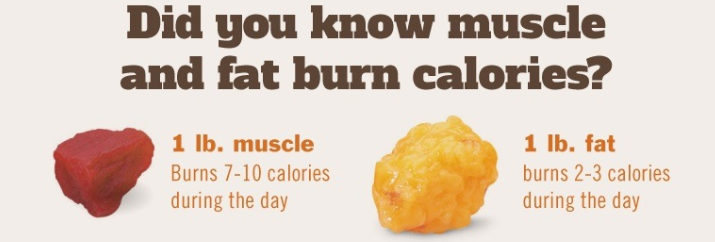 Did you know muscle
and fat burn calories?
1 lb. muscle
Burns 7-10 calories
during the day
1 lb. fat
burns 2-3 calories
during the day